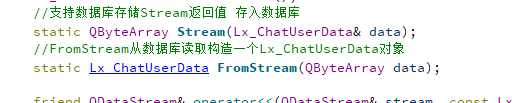 //支持数据库存储Stream返回值 存入数据库
static QByteArray Stream(Lx_ChatUserData& data);
//FromStream从数据库读取构造一个Lx_ChatUserData对象
static Lx_ChatUserData FromStream(QByteArray data);
friend QDataStream& operator<<(QDataStream& stream, const Lx